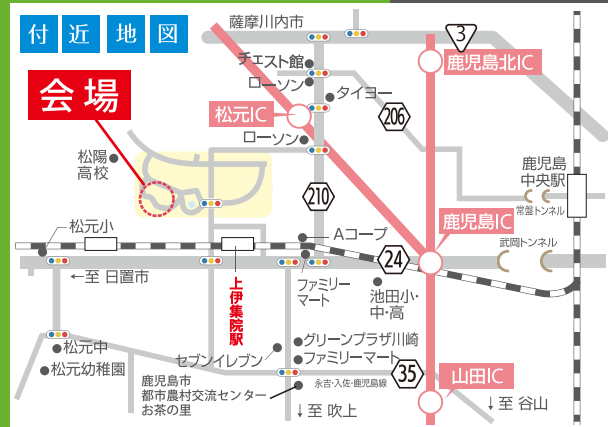 付近地図
薩摩川内市
3
チェスト館
鹿児島北IC
ローソン
会場
タイヨー
松元IC
206
ローソン
松陽
高校
鹿児島
中央駅
210
常盤トンネル
鹿児島IC
松元小
Aコープ
武岡トンネル
24
←至 日置市
上伊集院駅
ファミリー
マート
池田小・
中・高
グリーンプラザ川崎
松元中
セブンイレブン
ファミリーマート
松元幼稚園
35
山田IC
鹿児島市
都市農村交流センター
お茶の里
永吉・入佐・鹿児島線
↓至 吹上
↓至 谷山